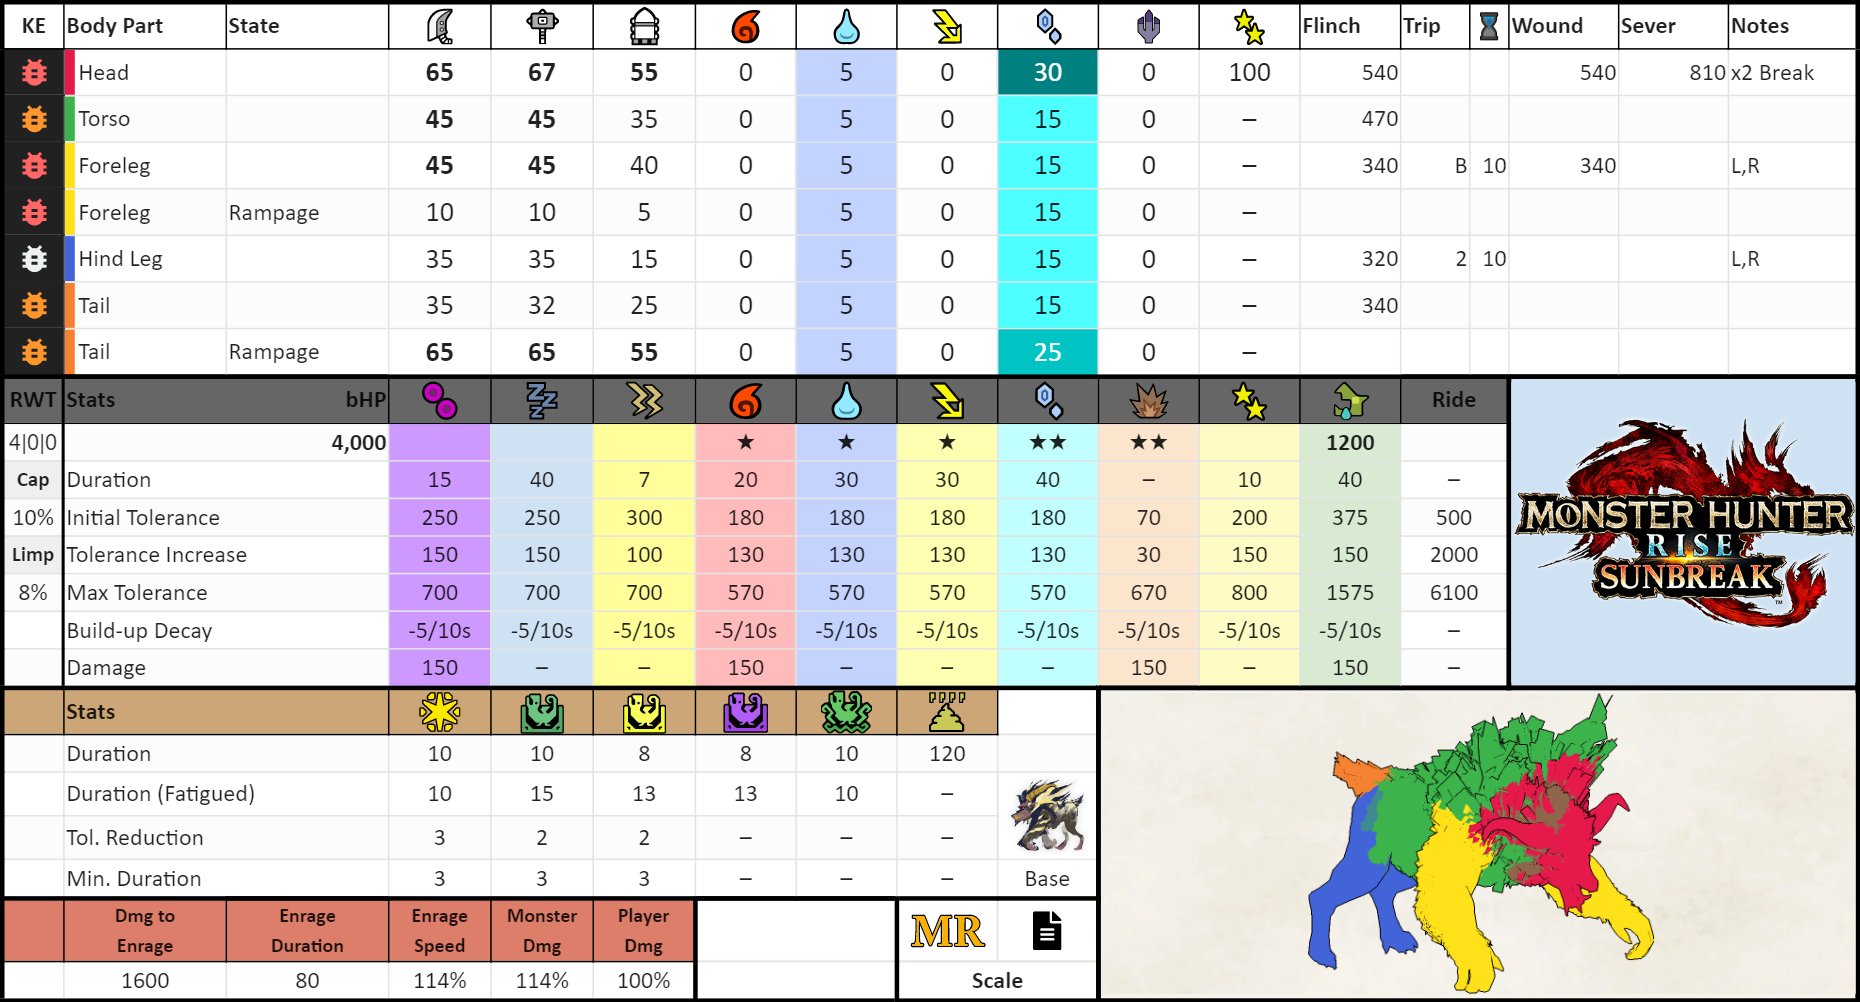 KE Body Part State Flinch Trip Wound Sever Notes
Head 65 67 55 0 5 0 30 0 100 540 540 810 x2 Break
Torso 45 45 35 0 5 0 15 0 – 470
Foreleg 45 45 40 0 5 0 15 0 – 340 B 10 340 L,R
Foreleg Rampage 10 10 5 0 5 0 15 0 –
Hind Leg 35 35 15 0 5 0 15 0 – 320 2 10 L,R
Tail 35 32 25 0 5 0 15 0 – 340
Tail Rampage 65 65 55 0 5 0 25 0 –
RWT Stats bHP Ride
4|0|0 4,000 ★ ★ ★ ★★ ★★ 1200
Cap Duration 15 40 7 20 30 30 40 – 10 40 –
10% Initial Tolerance 250 250 300 180 180 180 180 70 200 375 500
Limp Tolerance Increase 150 150 100 130 130 130 130 30 150 150 2000
8% Max Tolerance 700 700 700 570 570 570 570 670 800 1575 6100
Build-up Decay -5/10s -5/10s -5/10s -5/10s -5/10s -5/10s -5/10s -5/10s -5/10s -5/10s –
Damage 150 – – 150 – – – 150 – 150 –
MONSTER HUNTER
RISE
SUNBREAK™
Stats
Duration 10 10 8 8 10 120
Duration (Fatigued) 10 15 13 13 10 –
Tol. Reduction 3 2 2 – – –
Min. Duration 3 3 3 – – – Base
Dmg to Enrage Enrage Monster Player
Enrage Duration Speed Dmg Dmg
MR
1600 80 114% 114% 100% Scale